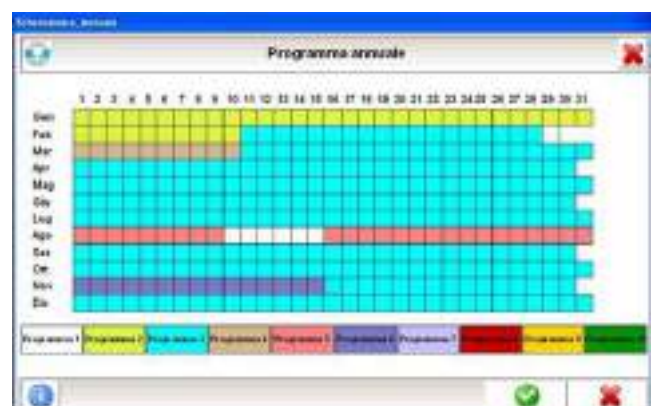 Programma annuale
1 2 3 4 5 6 7 8 9 10 11 12 13 14 15 16 17 18 19 20 21 22 23 24 25 26 27 28 29 30 31
Gen
Feb
Mar
Apr
Mag
Giu
Lug
Ago
Set
Ott
Nov
Dic
Programma 1 Programma 2 Programma 3 Programma 4 Programma 5 Programma 6 Programma 7 Programma 8 Programma 9